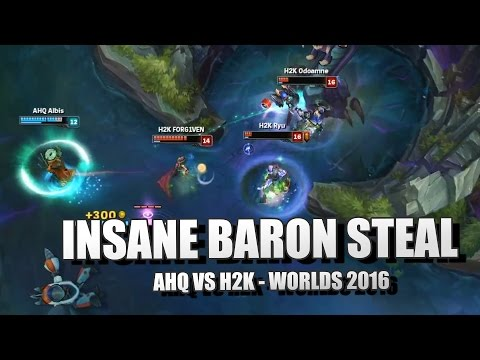 H2K Odoamne
16
AHQ Albis
12
H2K FORG1VEN
14
H2K Ryu
16
+300
INSANE BARON STEAL
AHQ VS H2K - WORLDS 2016